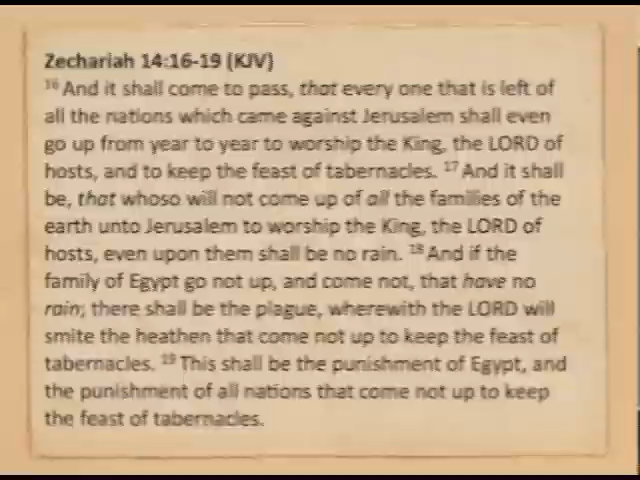 Zechariah 14:16-19 (KJV)
16 And it shall come to pass, that every one that is left of
all the nations which came against Jerusalem shall even
go up from year to year to worship the King, the LORD of
hosts, and to keep the feast of tabernacles. 17 And it shall
be, that whoso will not come up of all the families of the
earth unto Jerusalem to worship the King, the LORD of
hosts, even upon them shall be no rain. 18 And if the
family of Egypt go not up, and come not, that have no
rain; there shall be the plague, wherewith the LORD will
smite the heathen that come not up to keep the feast of
tabernacles. 19 This shall be the punishment of Egypt, and
the punishment of all nations that come not up to keep
the feast of tabernacles.